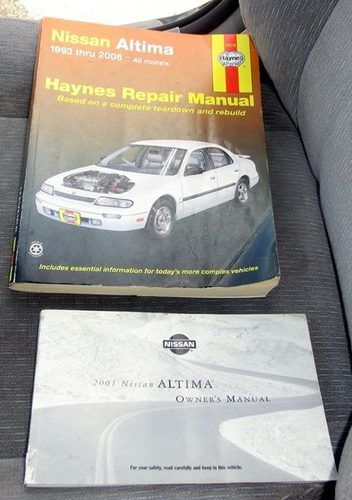 Nissan Altima
1993 thru 2006 - All models
Haynes
Haynes Repair Manual
Based on a complete teardown and rebuild
Includes essential information for today's more complex vehicles
NISSAN
2001 Nissan ALTIMA
OWNER'S MANUAL
For your safety, read carefully and keep in this vehicle.